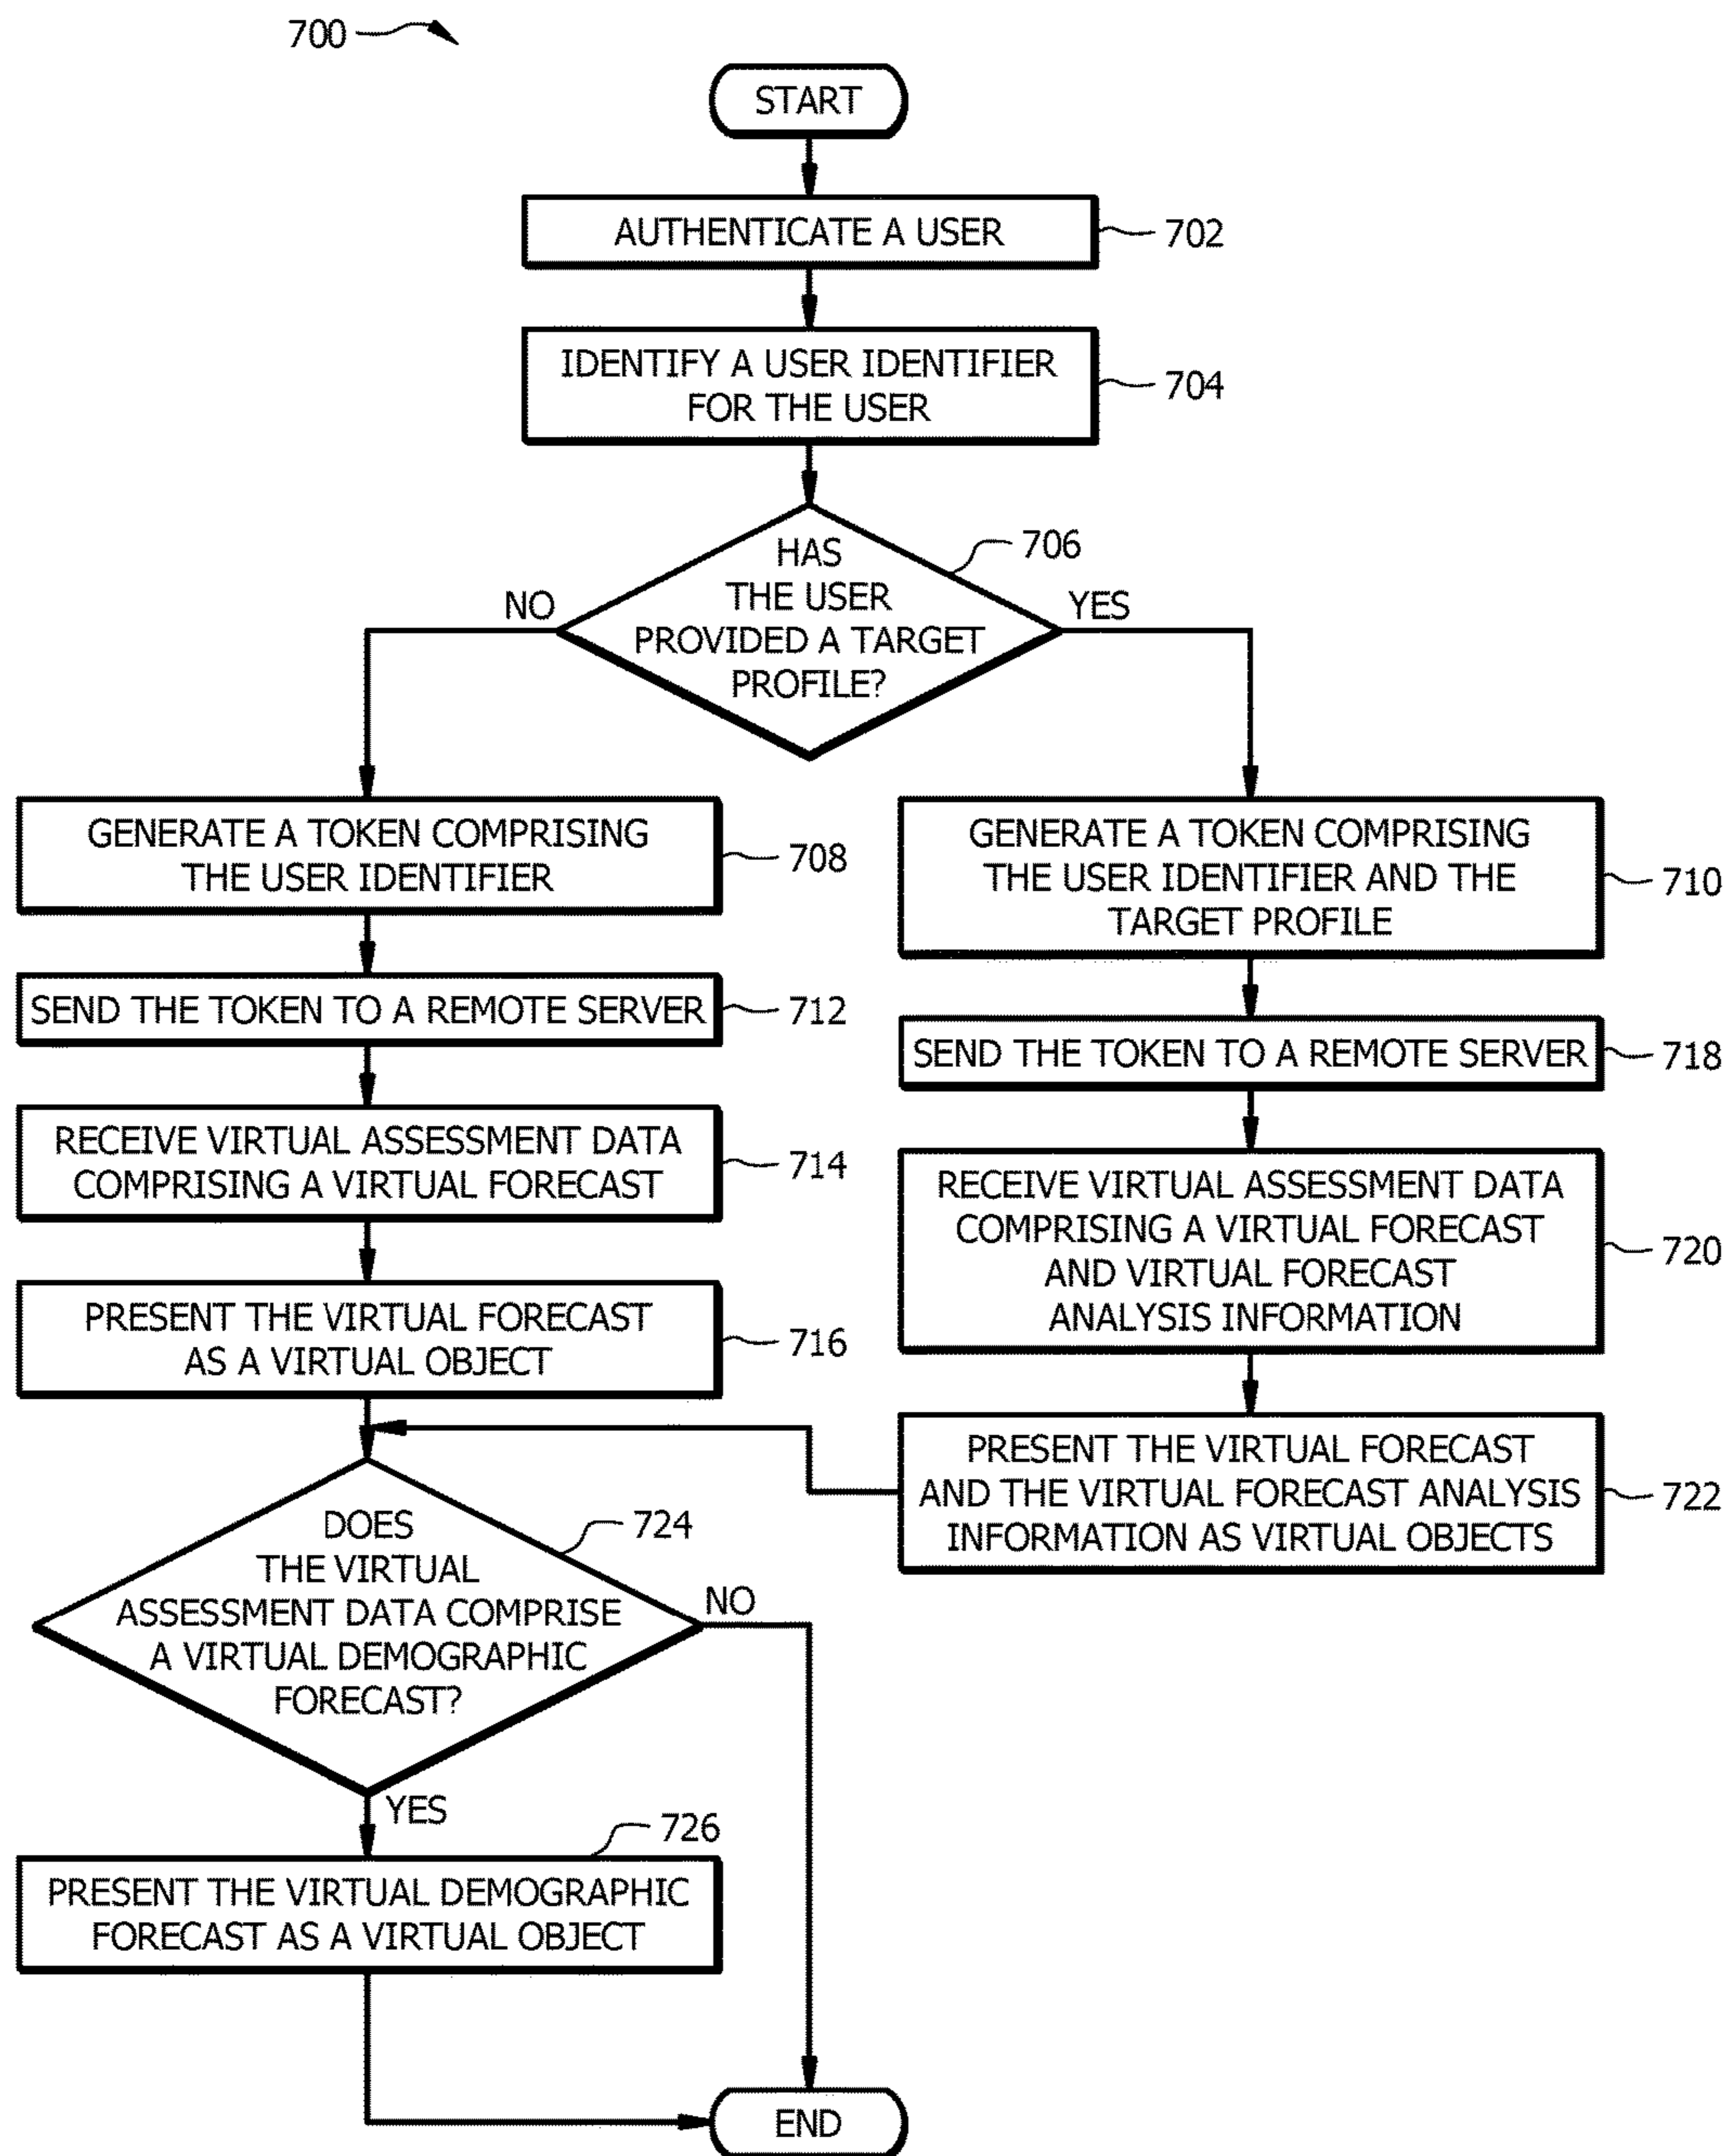 700
START
AUTHENTICATE A USER
702
IDENTIFY A USER IDENTIFIER
FOR THE USER
704
HAS
THE USER
PROVIDED A TARGET
PROFILE?
706
NO
YES
GENERATE A TOKEN COMPRISING
THE USER IDENTIFIER
708
GENERATE A TOKEN COMPRISING
THE USER IDENTIFIER AND THE
TARGET PROFILE
710
SEND THE TOKEN TO A REMOTE SERVER
712
SEND THE TOKEN TO A REMOTE SERVER
718
RECEIVE VIRTUAL ASSESSMENT DATA
COMPRISING A VIRTUAL FORECAST
714
RECEIVE VIRTUAL ASSESSMENT DATA
COMPRISING A VIRTUAL FORECAST
AND VIRTUAL FORECAST
ANALYSIS INFORMATION
720
PRESENT THE VIRTUAL FORECAST
AS A VIRTUAL OBJECT
716
PRESENT THE VIRTUAL FORECAST
AND THE VIRTUAL FORECAST ANALYSIS
INFORMATION AS VIRTUAL OBJECTS
722
DOES
THE VIRTUAL
ASSESSMENT DATA COMPRISE
A VIRTUAL DEMOGRAPHIC
FORECAST?
724
NO
YES
726
PRESENT THE VIRTUAL DEMOGRAPHIC
FORECAST AS A VIRTUAL OBJECT
END